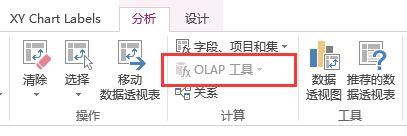 XY Chart Labels 分析 设计
清除 选择 移动
数据透视表
操作
字段、项目和集
OLAP 工具
关系
计算
数据
透视图
推荐的数
据透视表
工具